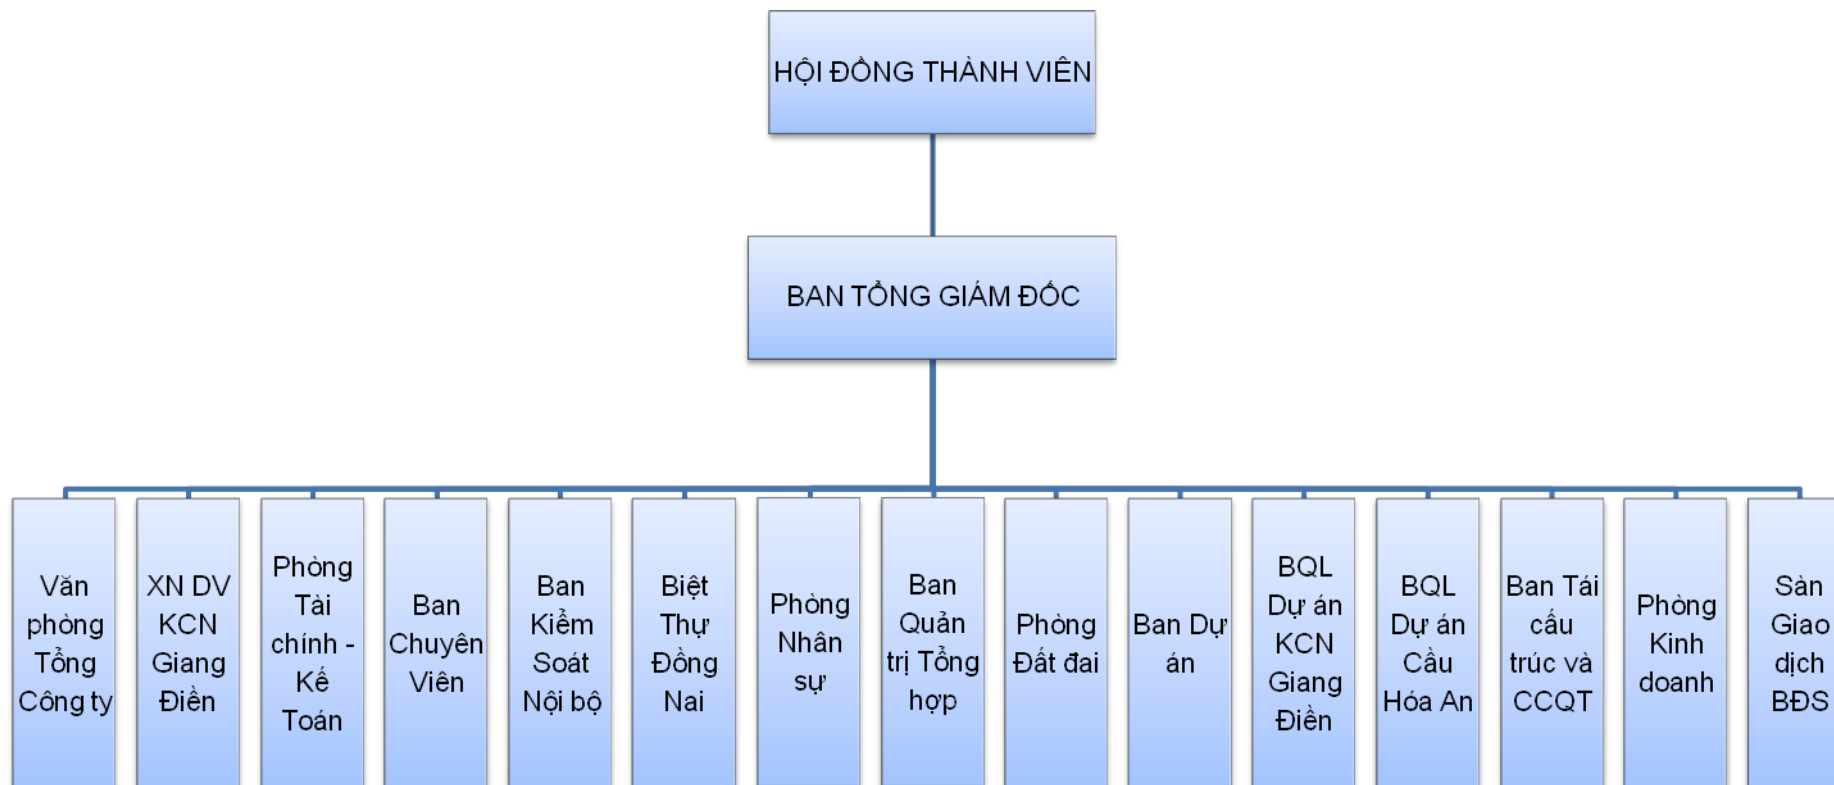 HỘI ĐỒNG THÀNH VIÊN
BAN TỔNG GIÁM ĐỐC
Văn
phòng
Tổng
Công ty
XN DV
KCN
Giang
Điền
Phòng
Tài
chính -
Kế
Toán
Ban
Chuyên
Viên
Ban
Kiểm
Soát
Nội bộ
Biệt
Thự
Đồng
Nai
Phòng
Nhân
sự
Ban
Quản
trị Tổng
hợp
Phòng
Đất đai
Ban Dự
án
BQL
Dự án
KCN
Giang
Điền
BQL
Dự án
Cầu
Hóa An
Ban Tái
cấu
trúc và
CCQT
Phòng
Kinh
doanh
Sàn
Giao
dịch
BĐS